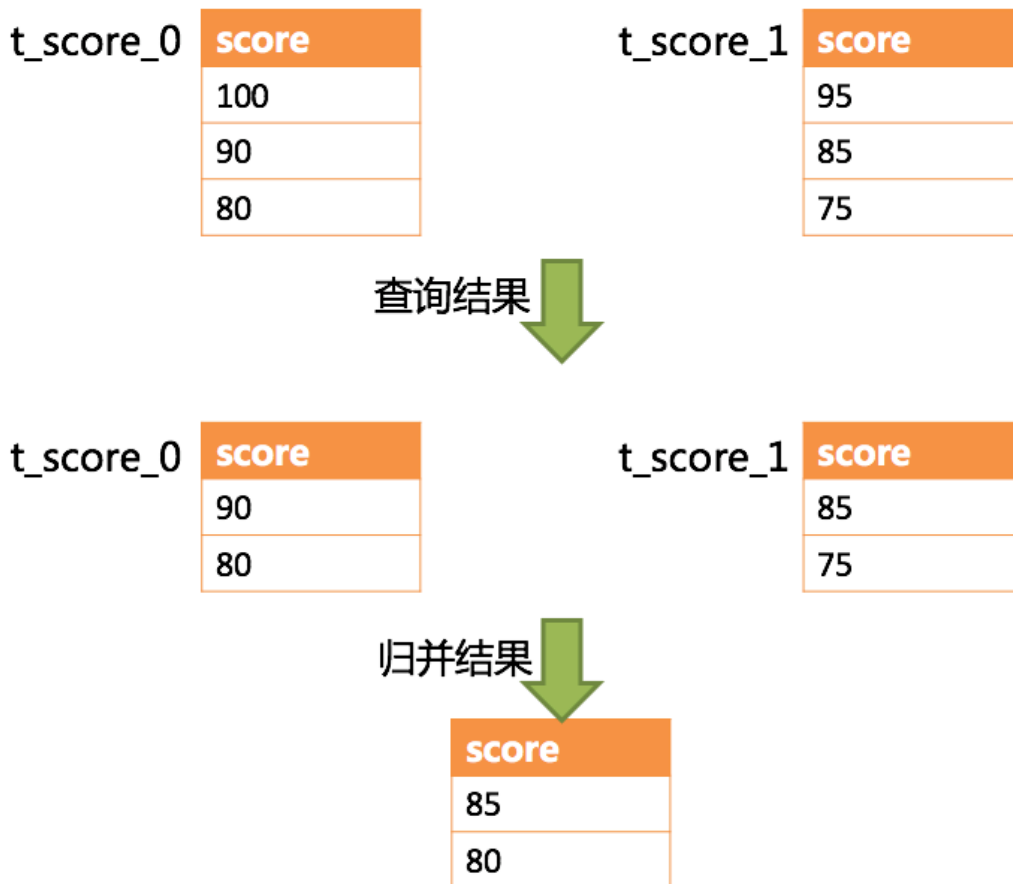 t_score_0 score t_score_1 score
100 95
90 85
80 75
查询结果
t_score_0 score t_score_1 score
90 85
80 75
归并结果
score
85
80